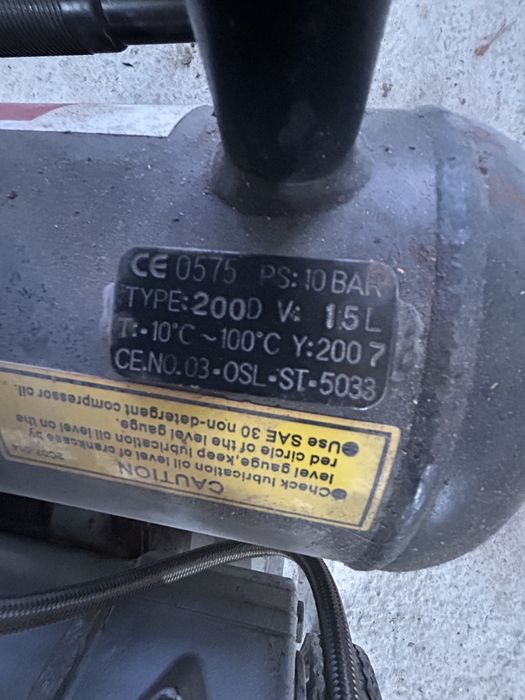 CE 0575 PS: 10 BAR
TYPE: 200D V: 15 L
T:-10°C ~100°C Y:2007
CE.NO.03-OSL-ST-5033
CAUTION
●Check lubrication oil level of crankcase by
level gauge,keep lubrication oil level on the
red circle of the level gauge.
●Use SAE 30 non-detergent compressor oil.